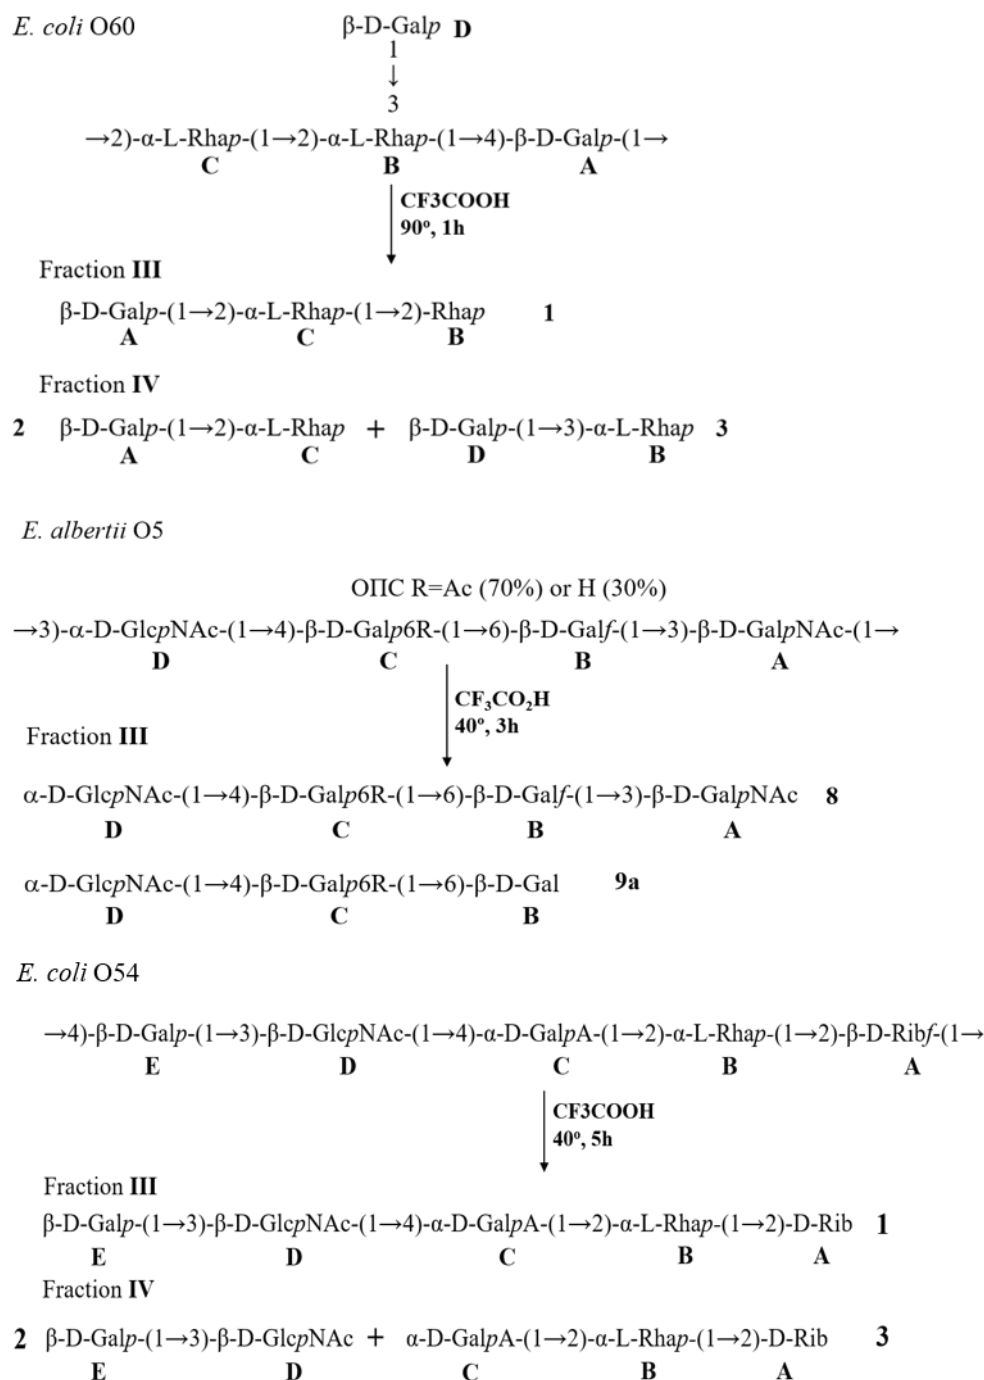 E. coli O60
β-D-Galp D
1
↓
3
→2)-α-L-Rhap-(1→2)-α-L-Rhap-(1→4)-β-D-Galp-(1→
C B A
CF3COOH
90º, 1h
Fraction III
β-D-Galp-(1→2)-α-L-Rhap-(1→2)-Rhap 1
A C B
Fraction IV
2 β-D-Galp-(1→2)-α-L-Rhap + β-D-Galp-(1→3)-α-L-Rhap 3
A C D B
E. albertii O5
ОПС R=Ac (70%) or H (30%)
→3)-α-D-GlcpNAc-(1→4)-β-D-Galp6R-(1→6)-β-D-Galf-(1→3)-β-D-GalpNAc-(1→
D C B A
CF₃CO₂H
40º, 3h
Fraction III
α-D-GlcpNAc-(1→4)-β-D-Galp6R-(1→6)-β-D-Galf-(1→3)-β-D-GalpNAc 8
D C B A
α-D-GlcpNAc-(1→4)-β-D-Galp6R-(1→6)-β-D-Gal 9a
D C B
E. coli O54
→4)-β-D-Galp-(1→3)-β-D-GlcpNAc-(1→4)-α-D-GalpA-(1→2)-α-L-Rhap-(1→2)-β-D-Ribf-(1→
E D C B A
CF3COOH
40º, 5h
Fraction III
β-D-Galp-(1→3)-β-D-GlcpNAc-(1→4)-α-D-GalpA-(1→2)-α-L-Rhap-(1→2)-D-Rib 1
E D C B A
Fraction IV
2 β-D-Galp-(1→3)-β-D-GlcpNAc + α-D-GalpA-(1→2)-α-L-Rhap-(1→2)-D-Rib 3
E D C B A